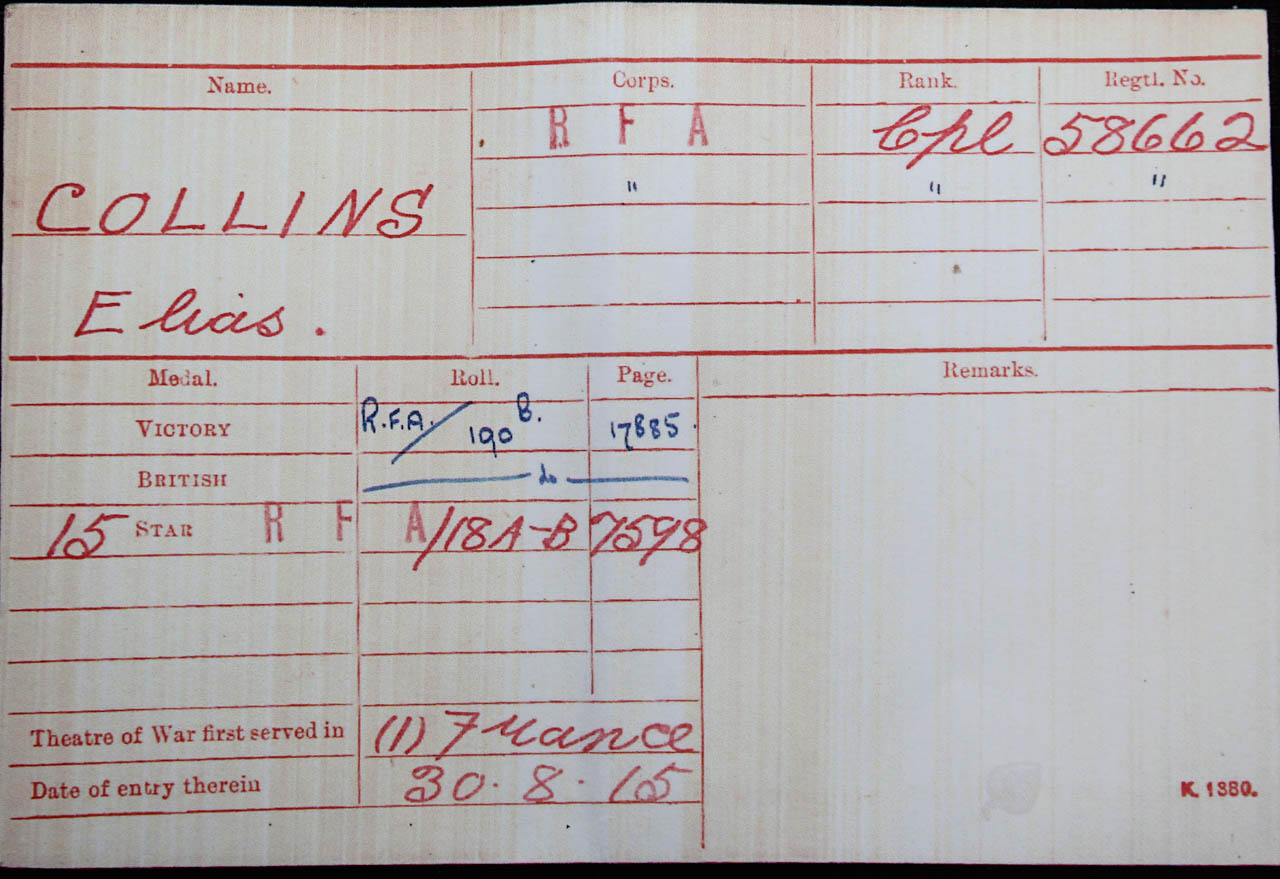 Name. Corps. Rank. Regtl. No.
R F A Cpl 58662
" " "
COLLINS
Elias.
Medal. Roll. Page. Remarks.
VICTORY R.F.A./190 B. 17885.
BRITISH — do —
15 STAR R F A/18A-B 7598
Theatre of War first served in (1) France
Date of entry therein 30.8.15
K. 1380.